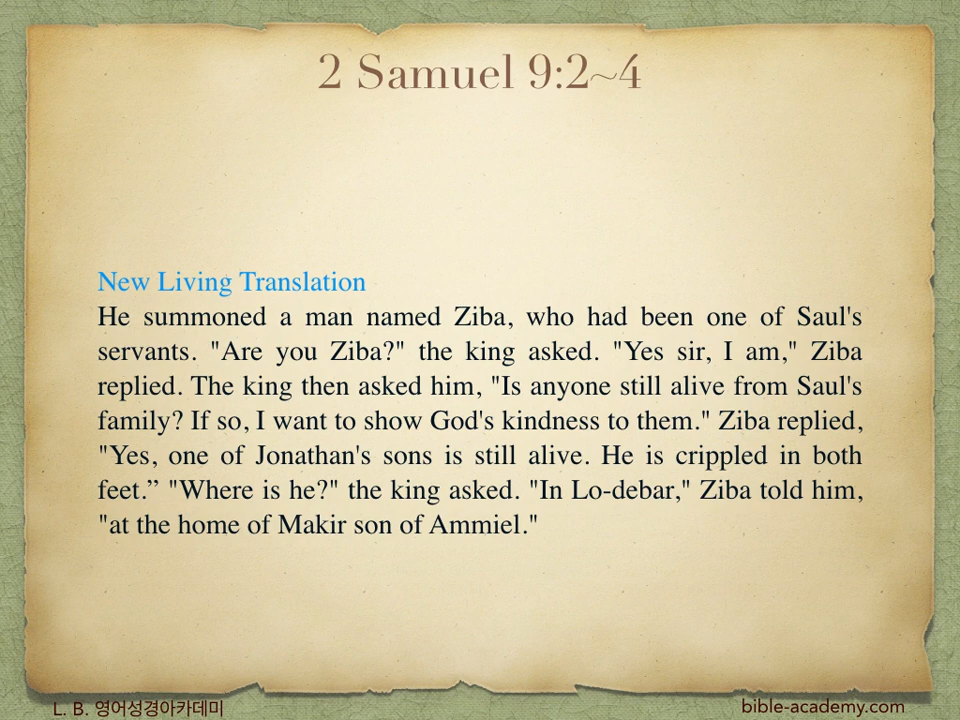 2 Samuel 9:2~4
New Living Translation
He summoned a man named Ziba, who had been one of Saul's
servants. "Are you Ziba?" the king asked. "Yes sir, I am," Ziba
replied. The king then asked him, "Is anyone still alive from Saul's
family? If so, I want to show God's kindness to them." Ziba replied,
"Yes, one of Jonathan's sons is still alive. He is crippled in both
feet.” "Where is he?" the king asked. "In Lo-debar," Ziba told him,
"at the home of Makir son of Ammiel."
L. B. 영어성경아카데미
bible-academy.com